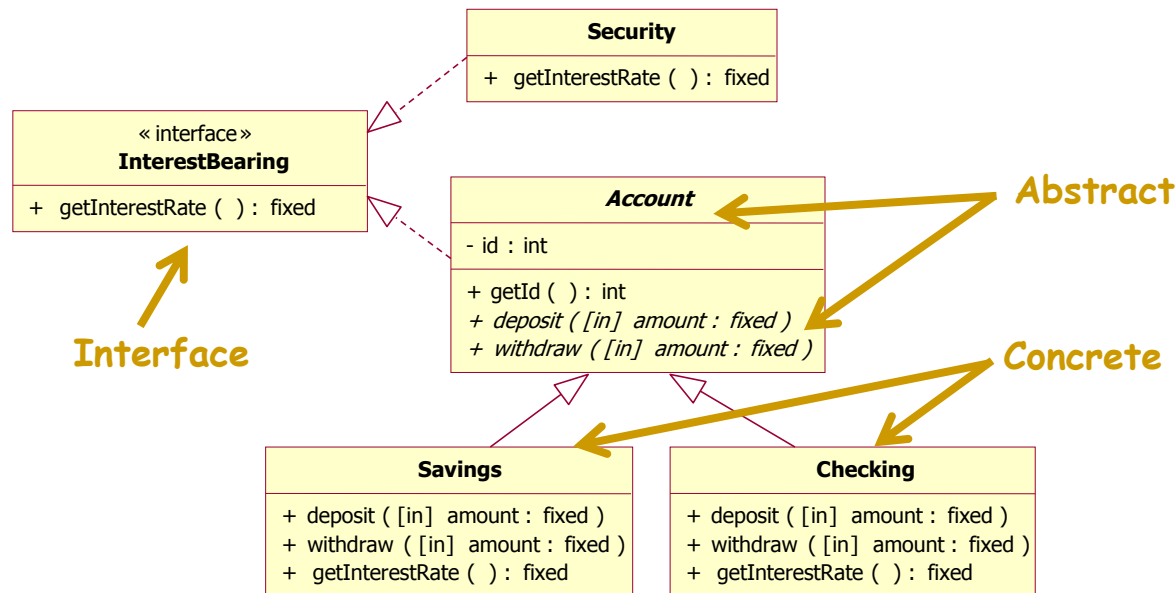 Security
+ getInterestRate ( ) : fixed
« interface »
InterestBearing
+ getInterestRate ( ) : fixed
Account
- id : int
+ getId ( ) : int
+ deposit ( [in] amount : fixed )
+ withdraw ( [in] amount : fixed )
Abstract
Interface
Concrete
Savings
+ deposit ( [in] amount : fixed )
+ withdraw ( [in] amount : fixed )
+ getInterestRate ( ) : fixed
Checking
+ deposit ( [in] amount : fixed )
+ withdraw ( [in] amount : fixed )
+ getInterestRate ( ) : fixed